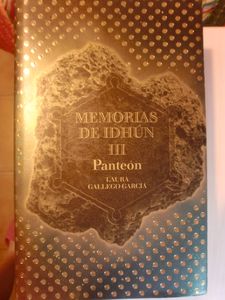 MEMORIAS
DE IDHÚN
III
Panteón
LAURA
GALLEGO GARCÍA